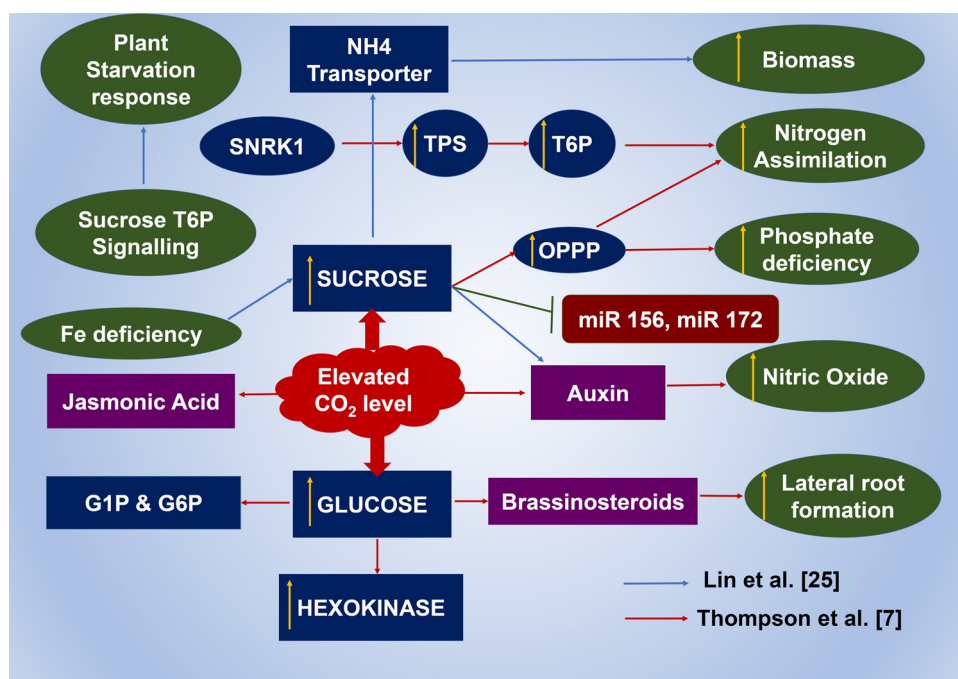 Plant
Starvation
response
NH4
Transporter
Biomass
SNRK1
TPS
T6P
Nitrogen
Assimilation
Sucrose T6P
Signalling
SUCROSE
OPPP
Phosphate
deficiency
Fe deficiency
miR 156, miR 172
Jasmonic Acid
Elevated
CO₂ level
Auxin
Nitric Oxide
G1P & G6P
GLUCOSE
Brassinosteroids
Lateral root
formation
HEXOKINASE
Lin et al. [25]
Thompson et al. [7]